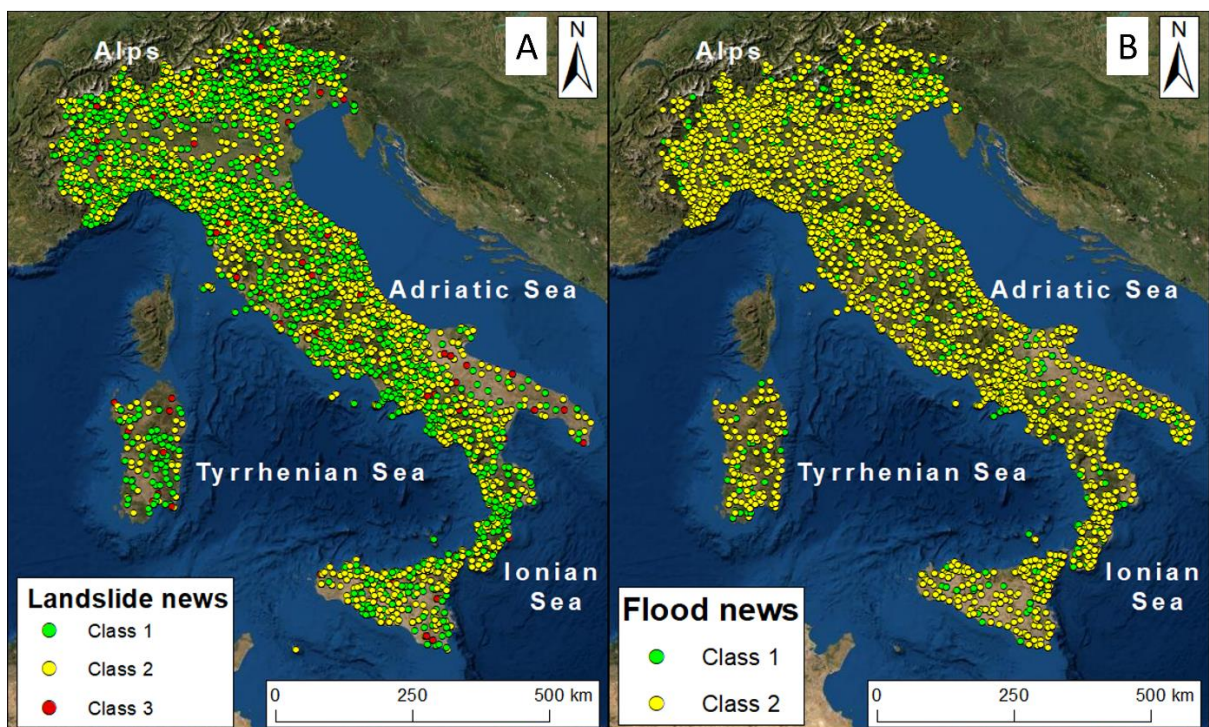 Alps
A
N
Adriatic Sea
Tyrrhenian Sea
Ionian
Sea
Landslide news
Class 1
Class 2
Class 3
0 250 500 km
Alps
B
N
Adriatic Sea
Tyrrhenian Sea
Ionian
Sea
Flood news
Class 1
Class 2
0 250 500 km